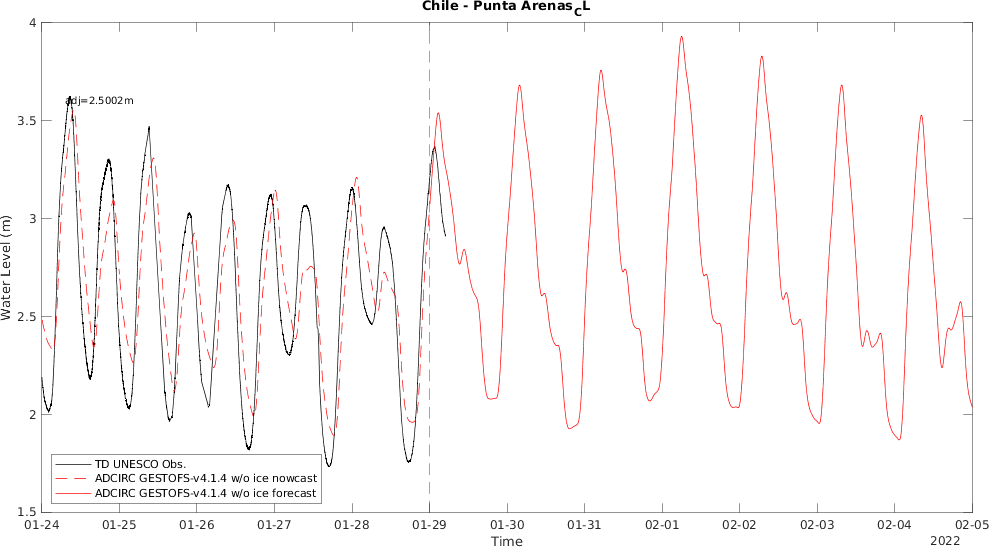 Chile - Punta Arenas_CL
4
3.5
3
2.5
2
1.5
Water Level (m)
adj=2.5002m
TD UNESCO Obs.
ADCIRC GESTOFS-v4.1.4 w/o ice nowcast
ADCIRC GESTOFS-v4.1.4 w/o ice forecast
01-24 01-25 01-26 01-27 01-28 01-29 01-30 01-31 02-01 02-02 02-03 02-04 02-05
Time
2022